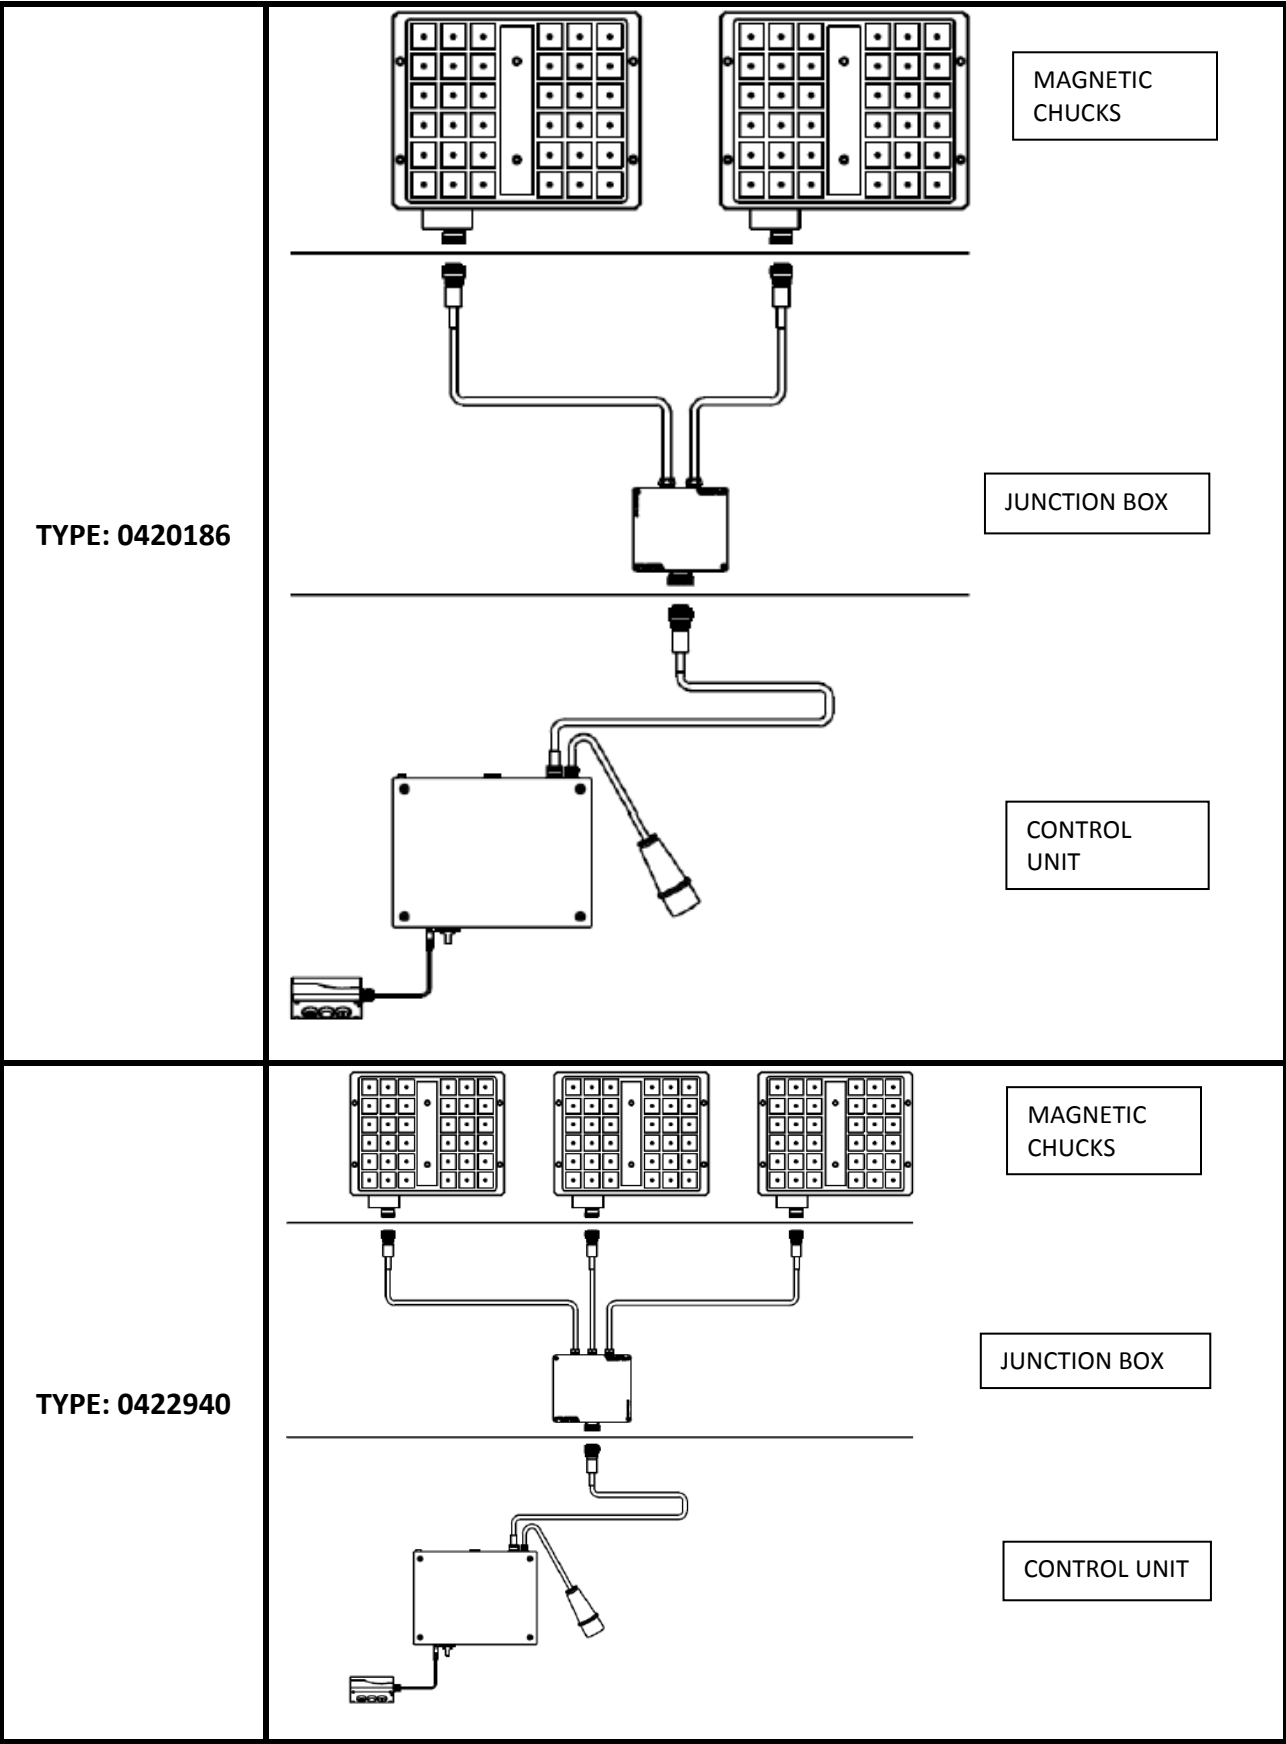 MAGNETIC
CHUCKS
JUNCTION BOX
TYPE: 0420186
CONTROL
UNIT
MAGNETIC
CHUCKS
JUNCTION BOX
TYPE: 0422940
CONTROL UNIT